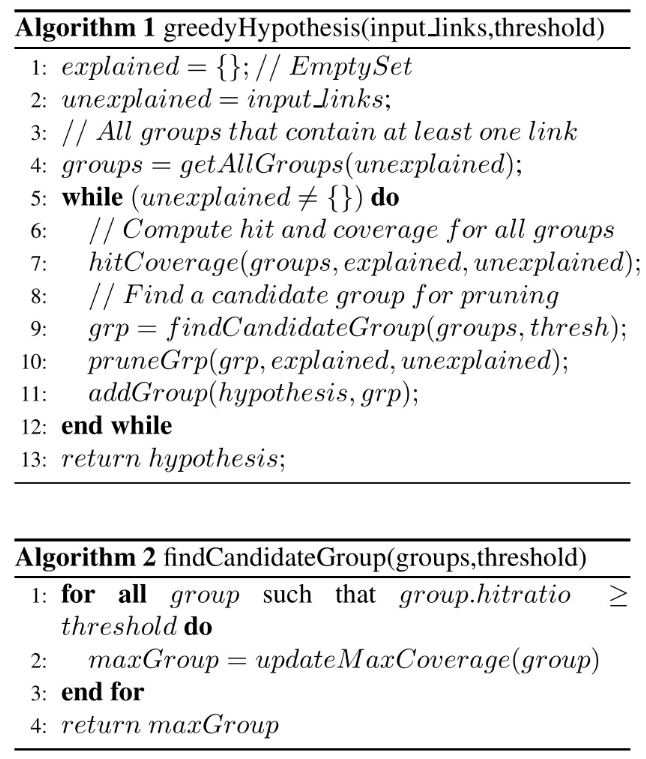 Algorithm 1 greedyHypothesis(input_links,threshold)
1: explained = {}; // EmptySet
2: unexplained = input_links;
3: // All groups that contain at least one link
4: groups = getAllGroups(unexplained);
5: while (unexplained ≠ {}) do
6: // Compute hit and coverage for all groups
7: hitCoverage(groups, explained, unexplained);
8: // Find a candidate group for pruning
9: grp = findCandidateGroup(groups, thresh);
10: pruneGrp(grp, explained, unexplained);
11: addGroup(hypothesis, grp);
12: end while
13: return hypothesis;
Algorithm 2 findCandidateGroup(groups,threshold)
1: for all group such that group.hitratio ≥
threshold do
2: maxGroup = updateMaxCoverage(group)
3: end for
4: return maxGroup